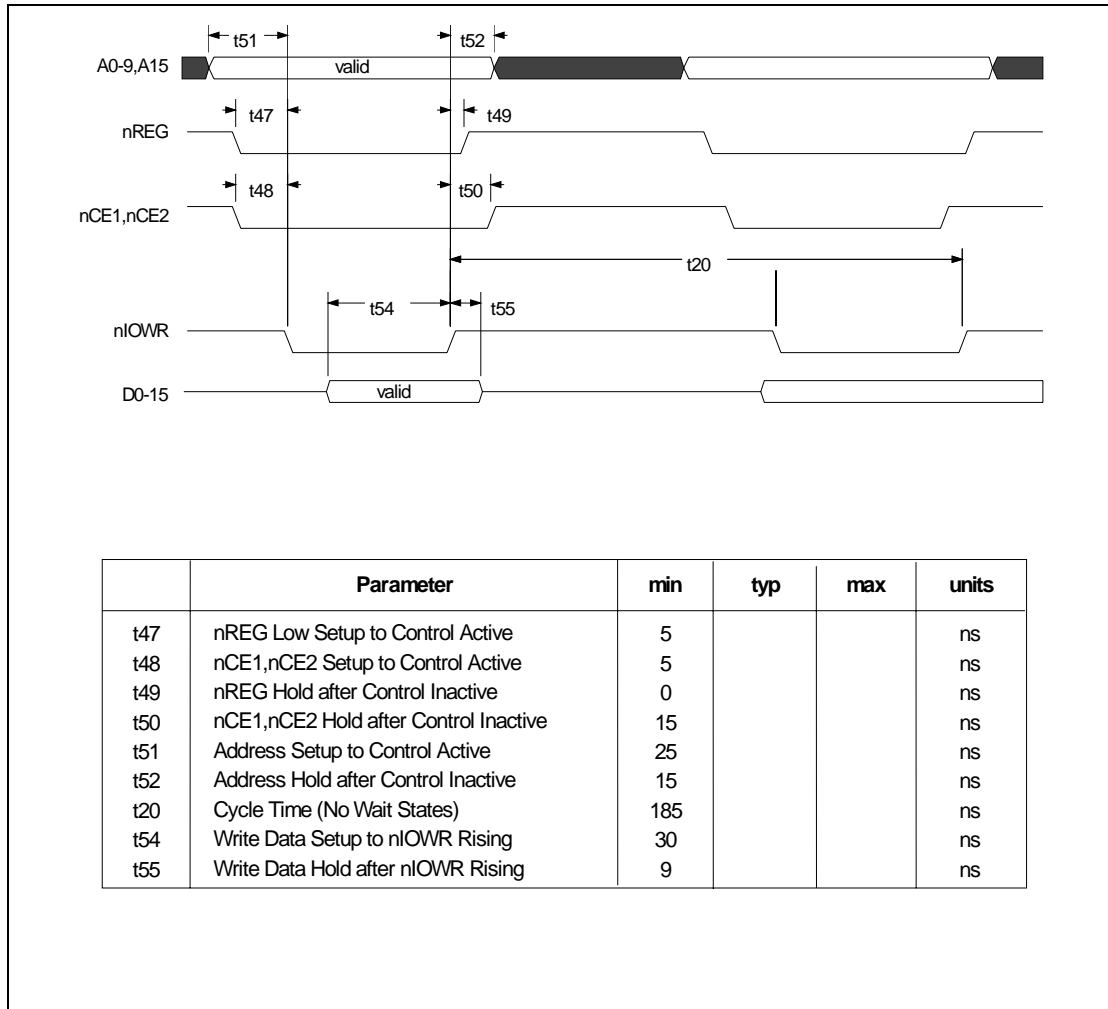 t51 t52
A0-9,A15 valid
t47 t49
nREG
t48 t50
nCE1,nCE2
t20
t54 t55
nIOWR
D0-15 valid
Parameter min typ max units
t47 nREG Low Setup to Control Active 5 ns
t48 nCE1,nCE2 Setup to Control Active 5 ns
t49 nREG Hold after Control Inactive 0 ns
t50 nCE1,nCE2 Hold after Control Inactive 15 ns
t51 Address Setup to Control Active 25 ns
t52 Address Hold after Control Inactive 15 ns
t20 Cycle Time (No Wait States) 185 ns
t54 Write Data Setup to nIOWR Rising 30 ns
t55 Write Data Hold after nIOWR Rising 9 ns